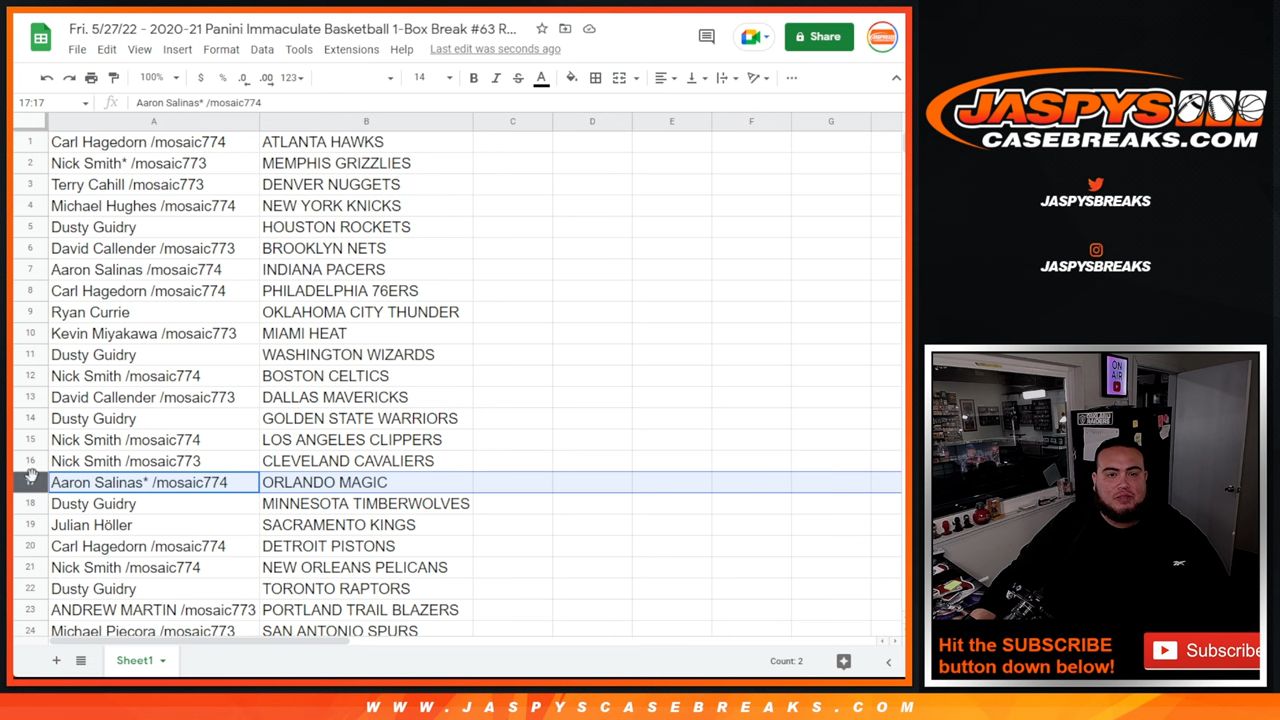 Fri. 5/27/22 - 2020-21 Panini Immaculate Basketball 1-Box Break #63 R...
File Edit View Insert Format Data Tools Extensions Help Last edit was seconds ago
Share
100% $ % .0 .00 123 14 B I S A
17:17 fx Aaron Salinas* /mosaic774
A B C D E F G
1 Carl Hagedorn /mosaic774 ATLANTA HAWKS
2 Nick Smith* /mosaic773 MEMPHIS GRIZZLIES
3 Terry Cahill /mosaic773 DENVER NUGGETS
4 Michael Hughes /mosaic774 NEW YORK KNICKS
5 Dusty Guidry HOUSTON ROCKETS
6 David Callender /mosaic773 BROOKLYN NETS
7 Aaron Salinas /mosaic774 INDIANA PACERS
8 Carl Hagedorn /mosaic774 PHILADELPHIA 76ERS
9 Ryan Currie OKLAHOMA CITY THUNDER
10 Kevin Miyakawa /mosaic773 MIAMI HEAT
11 Dusty Guidry WASHINGTON WIZARDS
12 Nick Smith /mosaic774 BOSTON CELTICS
13 David Callender /mosaic773 DALLAS MAVERICKS
14 Dusty Guidry GOLDEN STATE WARRIORS
15 Nick Smith /mosaic774 LOS ANGELES CLIPPERS
16 Nick Smith /mosaic773 CLEVELAND CAVALIERS
Aaron Salinas* /mosaic774 ORLANDO MAGIC
18 Dusty Guidry MINNESOTA TIMBERWOLVES
19 Julian Höller SACRAMENTO KINGS
20 Carl Hagedorn /mosaic774 DETROIT PISTONS
21 Nick Smith /mosaic774 NEW ORLEANS PELICANS
22 Dusty Guidry TORONTO RAPTORS
23 ANDREW MARTIN /mosaic773 PORTLAND TRAIL BLAZERS
24 Michael Piecora /mosaic773 SAN ANTONIO SPURS
Sheet1 Count: 2
JASPYS
CASEBREAKS.COM
JASPYSBREAKS
JASPYSBREAKS
ON
AIR
Hit the SUBSCRIBE
button down below!
Subscribe
WWW.JASPYSCASEBREAKS.COM